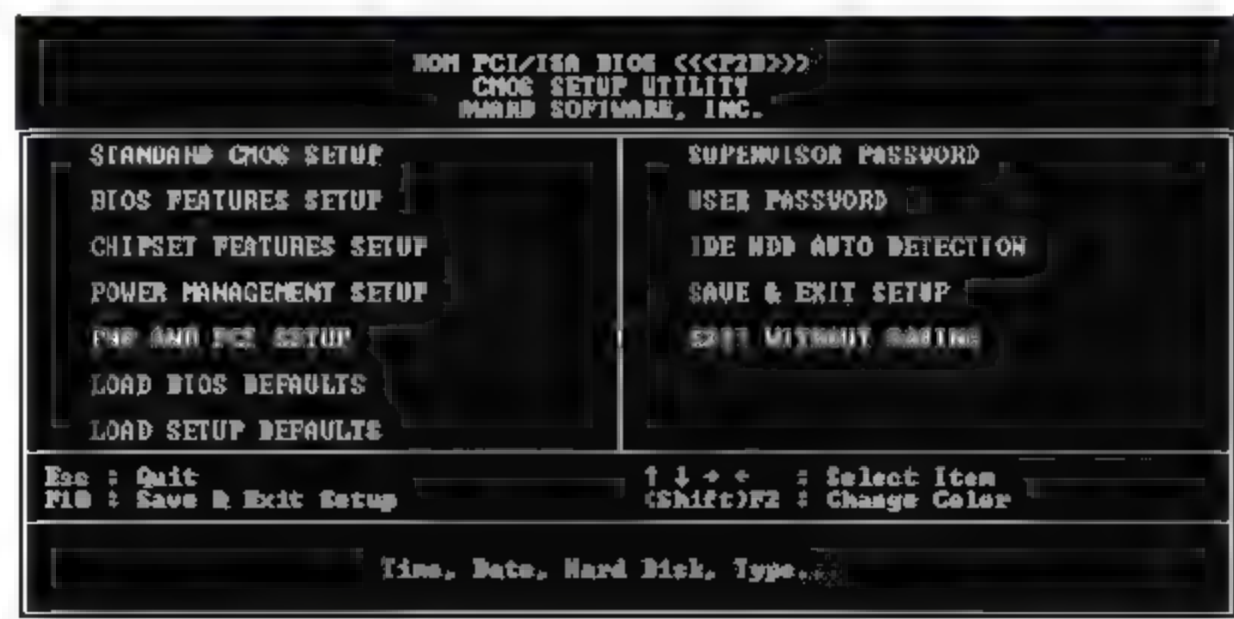 ROM PCI/ISA BIOS <<<P2B>>>
CMOS SETUP UTILITY
AWARD SOFTWARE, INC.
STANDARD CMOS SETUP
BIOS FEATURES SETUP
CHIPSET FEATURES SETUP
POWER MANAGEMENT SETUP
PNP AND PCI SETUP
LOAD BIOS DEFAULTS
LOAD SETUP DEFAULTS
SUPERVISOR PASSWORD
USER PASSWORD
IDE HDD AUTO DETECTION
SAVE & EXIT SETUP
EXIT WITHOUT SAVING
Esc : Quit
F10 : Save & Exit Setup
↑ ↓ → ← : Select Item
(Shift)F2 : Change Color
Time, Date, Hard Disk, Type...